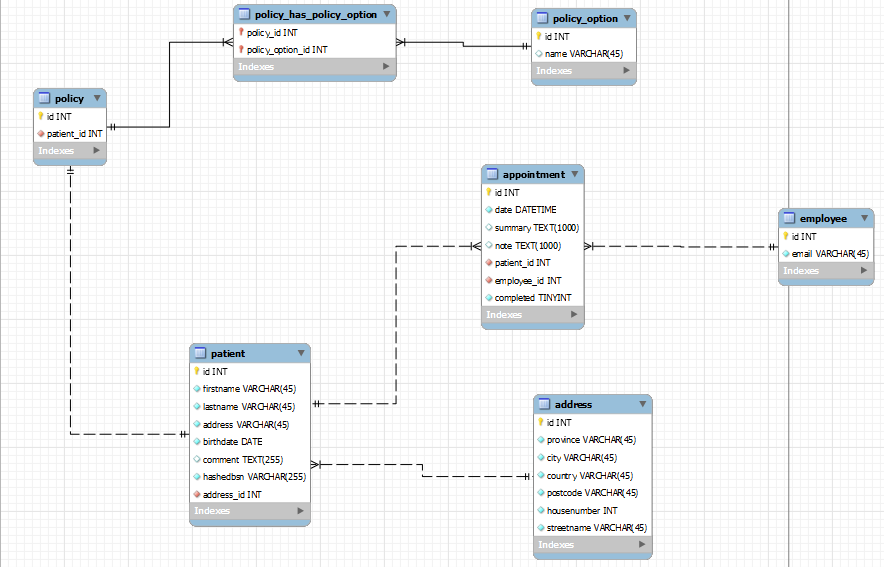 policy_has_policy_option
policy_id INT
policy_option_id INT
Indexes
policy_option
id INT
name VARCHAR(45)
Indexes
policy
id INT
patient_id INT
Indexes
appointment
id INT
date DATETIME
summary TEXT(1000)
note TEXT(1000)
patient_id INT
employee_id INT
completed TINYINT
Indexes
employee
id INT
email VARCHAR(45)
Indexes
patient
id INT
firstname VARCHAR(45)
lastname VARCHAR(45)
address VARCHAR(45)
birthdate DATE
comment TEXT(255)
hashedbsn VARCHAR(255)
address_id INT
Indexes
address
id INT
province VARCHAR(45)
city VARCHAR(45)
country VARCHAR(45)
postcode VARCHAR(45)
housenumber INT
streetname VARCHAR(45)
Indexes